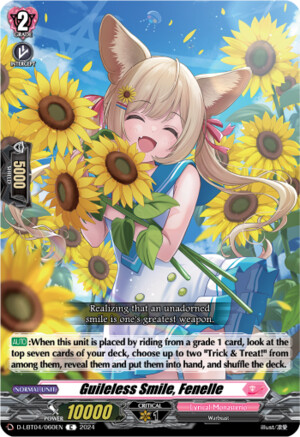 2
GRADE
INTERCEPT
5000
SHIELD
Realizing that an unadorned
smile is one's greatest weapon.
AUTO:When this unit is placed by riding from a grade 1 card, look at the
top seven cards of your deck, choose up to two "Trick & Treat!" from
among them, reveal them and put them into hand, and shuffle the deck.
NORMAL UNIT
Guileless Smile, Fenelle
POWER 10000
CRITICAL 1
Lyrical Monasterio
Warbeast
D-LBT04/060EN C 2024
illust/